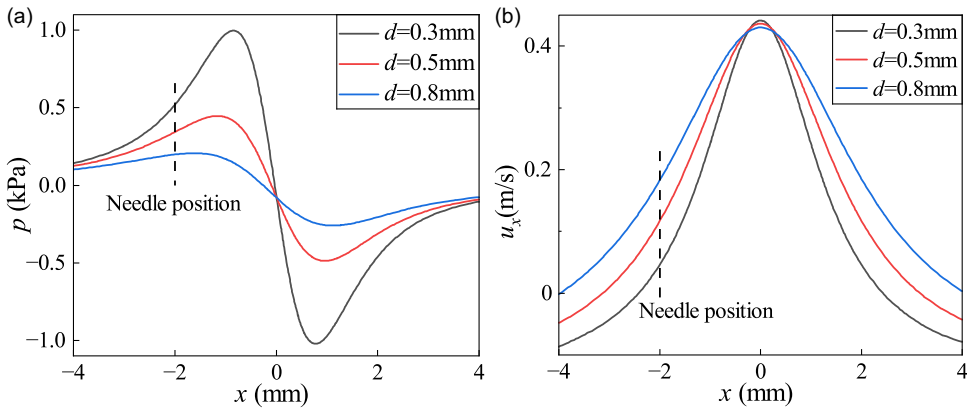 (a)
1.0
0.5
0.0
−0.5
−1.0
p (kPa)
d=0.3mm
d=0.5mm
d=0.8mm
Needle position
−4
−2
0
2
4
x (mm)
(b)
0.4
0.2
0
uₓ(m/s)
d=0.3mm
d=0.5mm
d=0.8mm
Needle position
−4
−2
0
2
4
x (mm)